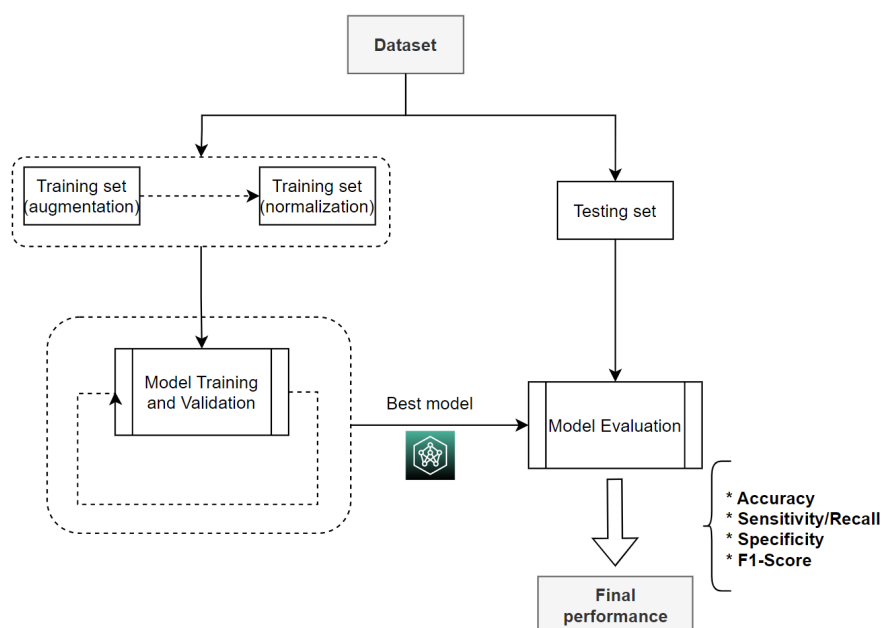 Dataset
Training set
(augmentation)
Training set
(normalization)
Testing set
Model Training
and Validation
Best model
Model Evaluation
* Accuracy
* Sensitivity/Recall
* Specificity
* F1-Score
Final
performance